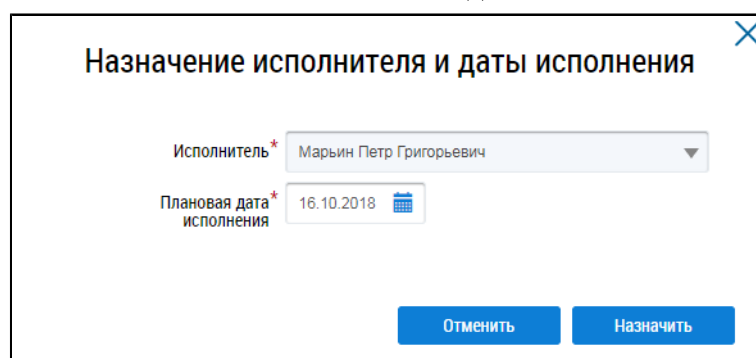 Назначение исполнителя и даты исполнения
Исполнитель* Марьин Петр Григорьевич
Плановая дата* 16.10.2018
исполнения
Отменить Назначить